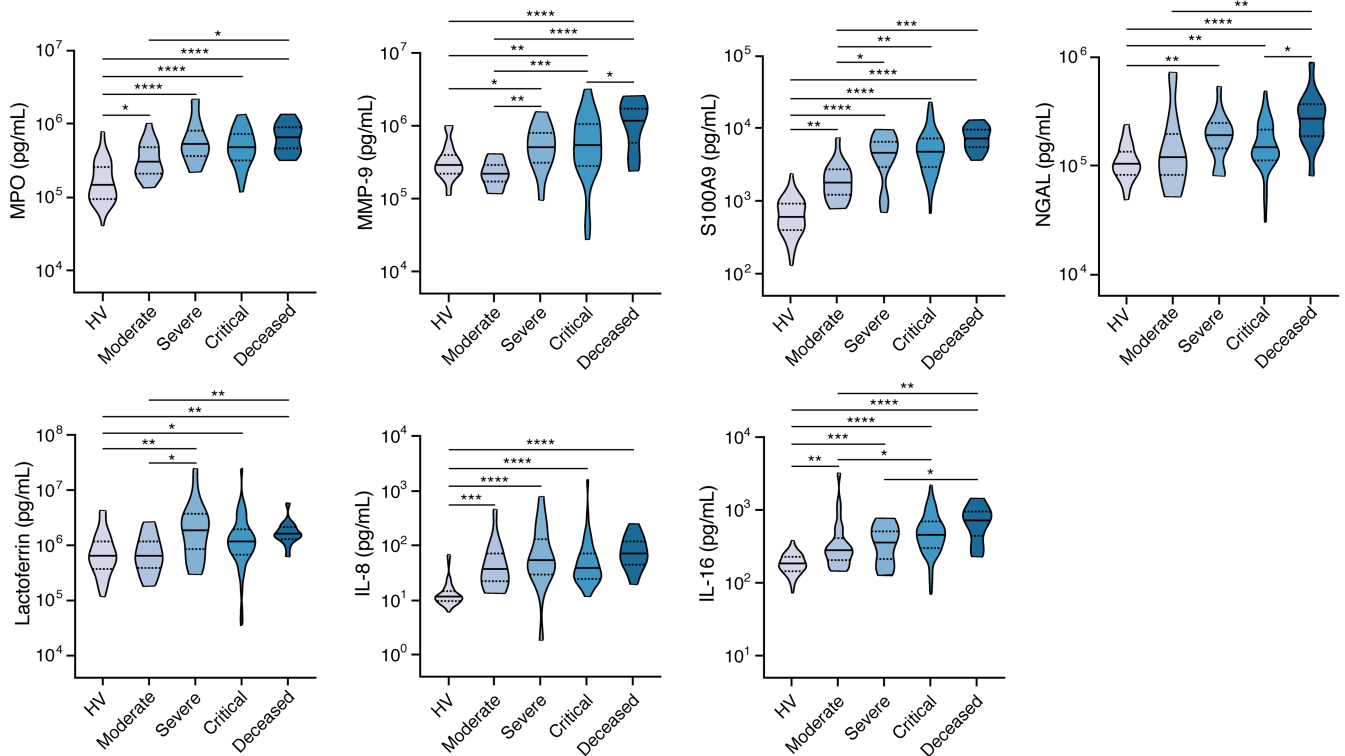 *
****
****
****
*
MPO (pg/mL)
10⁷
10⁶
10⁵
10⁴
HV
Moderate
Severe
Critical
Deceased
****
****
**
***
*
*
**
MMP-9 (pg/mL)
10⁷
10⁶
10⁵
10⁴
HV
Moderate
Severe
Critical
Deceased
***
**
*
****
****
****
**
S100A9 (pg/mL)
10⁵
10⁴
10³
10²
HV
Moderate
Severe
Critical
Deceased
**
****
**
*
**
NGAL (pg/mL)
10⁶
10⁵
10⁴
HV
Moderate
Severe
Critical
Deceased
**
**
*
**
*
Lactoferrin (pg/mL)
10⁸
10⁷
10⁶
10⁵
10⁴
HV
Moderate
Severe
Critical
Deceased
****
****
****
***
IL-8 (pg/mL)
10⁴
10³
10²
10¹
10⁰
HV
Moderate
Severe
Critical
Deceased
**
****
****
***
*
**
*
IL-16 (pg/mL)
10⁴
10³
10²
10¹
HV
Moderate
Severe
Critical
Deceased